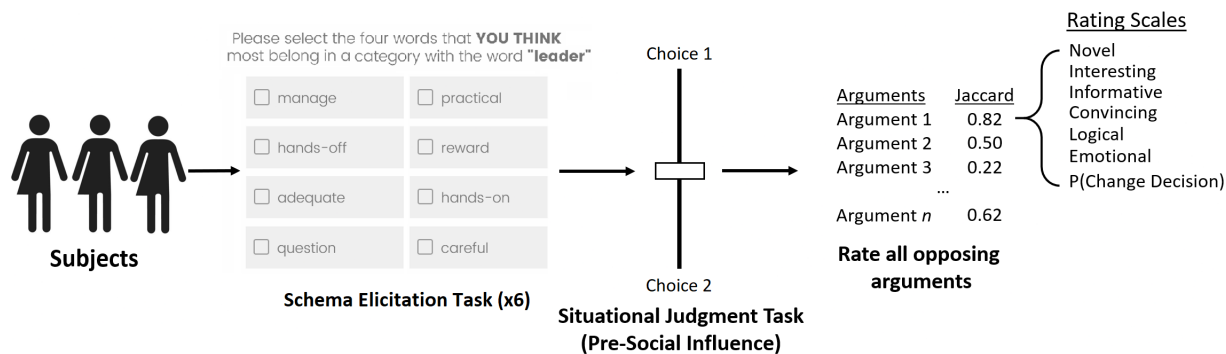 Please select the four words that YOU THINK
most belong in a category with the word "leader"
manage
practical
hands-off
reward
adequate
hands-on
question
careful
Subjects
Schema Elicitation Task (x6)
Choice 1
Choice 2
Situational Judgment Task
(Pre-Social Influence)
Arguments Jaccard
Argument 1 0.82
Argument 2 0.50
Argument 3 0.22
...
Argument n 0.62
Rate all opposing
arguments
Rating Scales
Novel
Interesting
Informative
Convincing
Logical
Emotional
P(Change Decision)